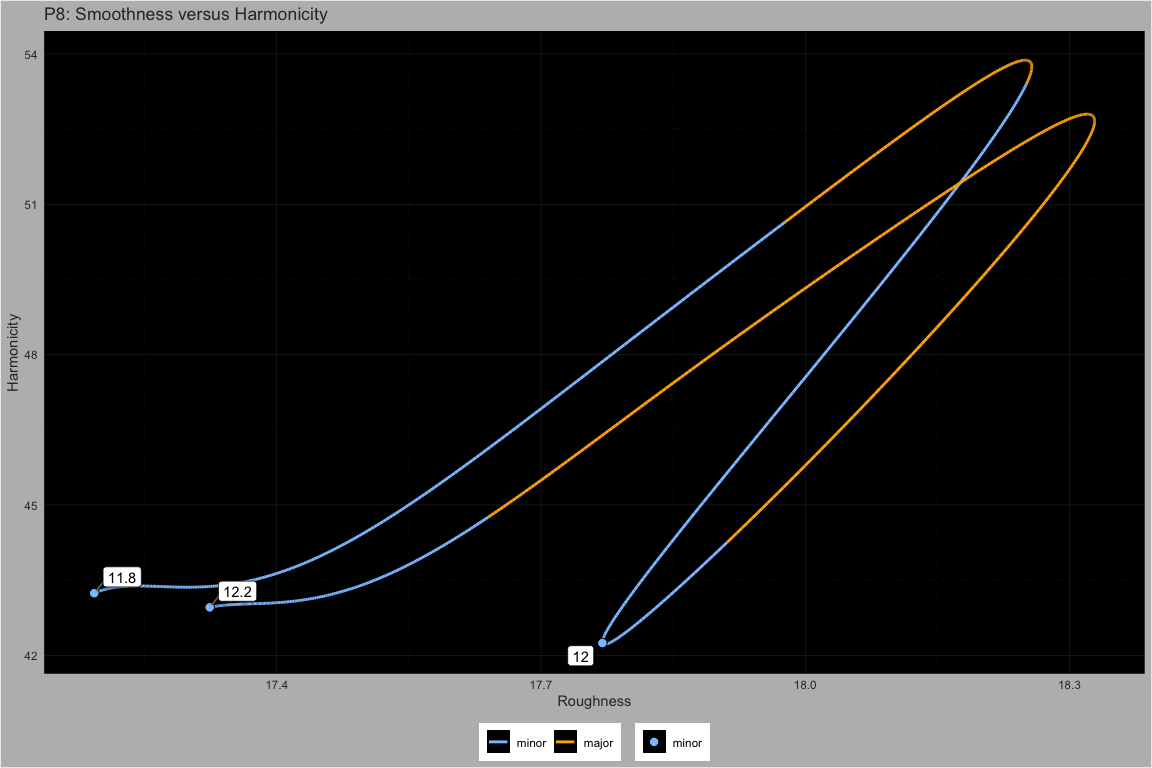 P8: Smoothness versus Harmonicity
54
51
48
45
42
Harmonicity
11.8
12.2
12
17.4 17.7 18.0 18.3
Roughness
minor major minor